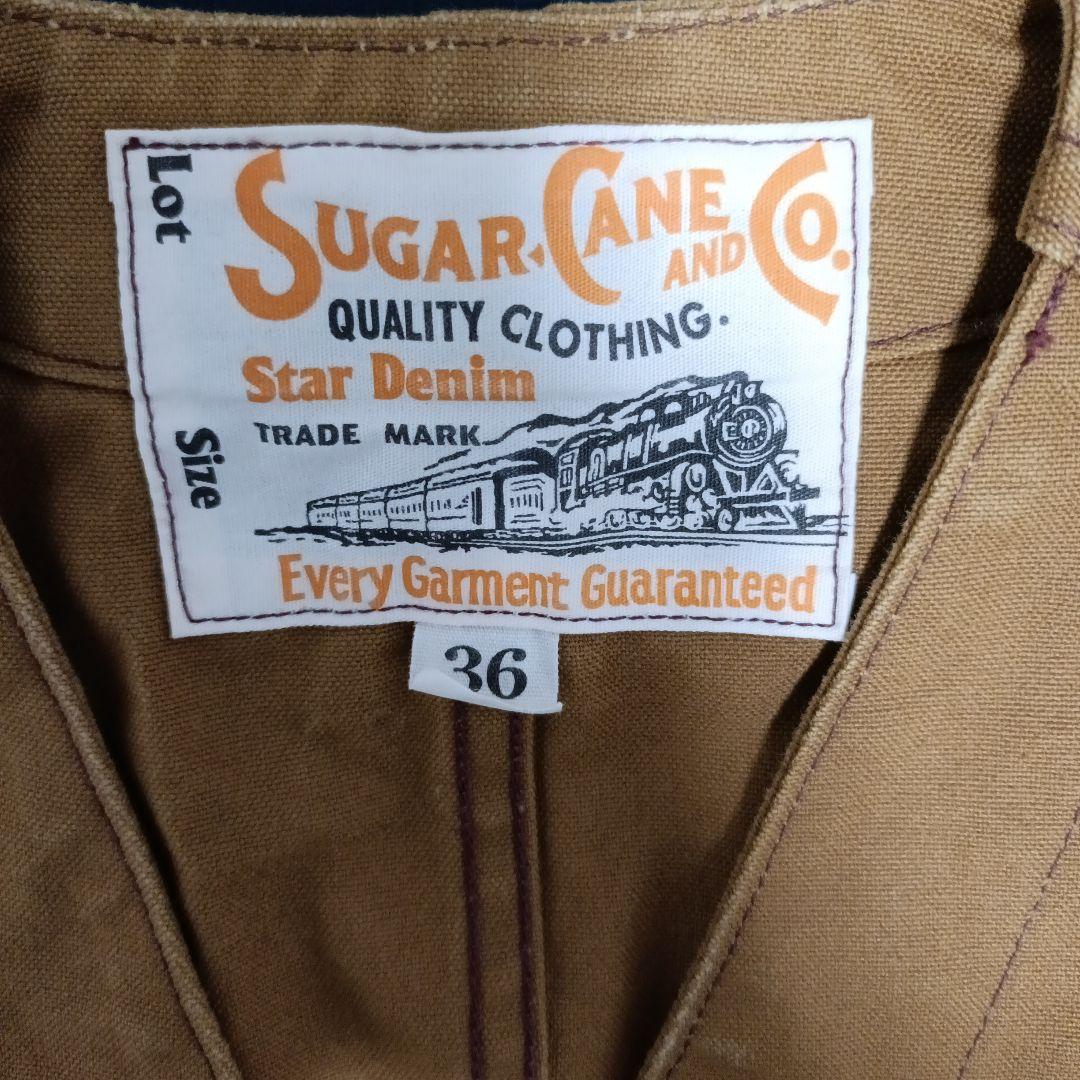 Lot
SUGAR CANE AND CO.
QUALITY CLOTHING.
Star Denim
TRADE MARK
Size
Every Garment Guaranteed
36